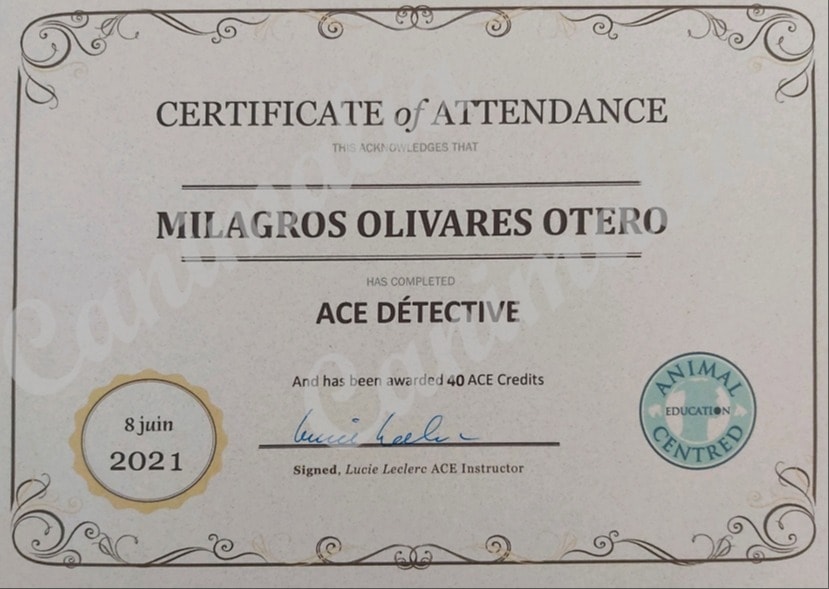 CERTIFICATE of ATTENDANCE
THIS ACKNOWLEDGES THAT
MILAGROS OLIVARES OTERO
HAS COMPLETED
ACE DÉTECTIVE
And has been awarded 40 ACE Credits
8 juin
2021
Signed, Lucie Leclerc ACE Instructor
ANIMAL
EDUCATION
CENTRED